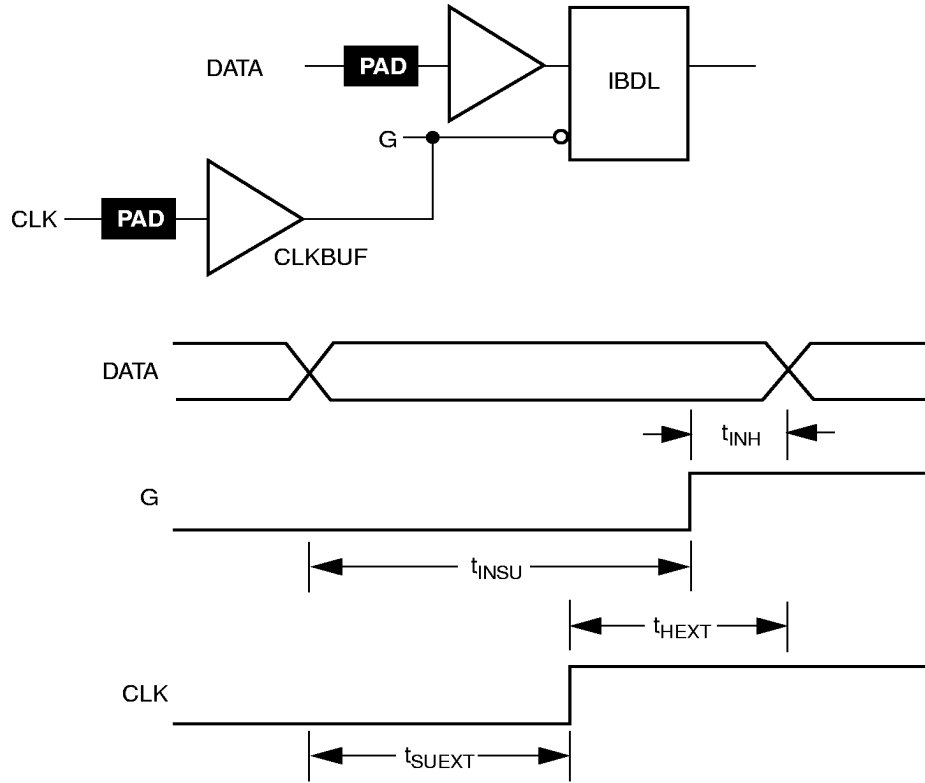 DATA PAD IBDL
G
CLK PAD
CLKBUF
DATA
tINH
G
tINSU
tHEXT
CLK
tSUEXT